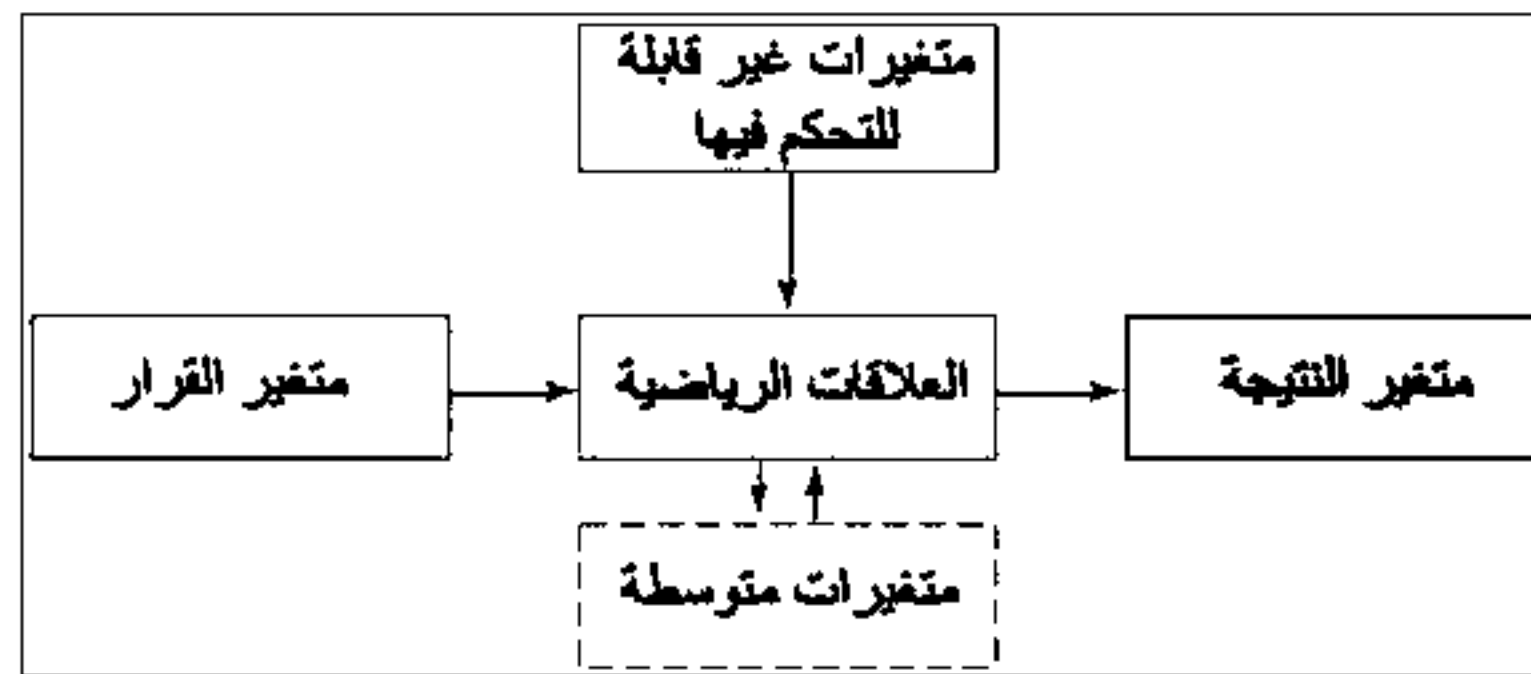 متغيرات غير قابلة
للتحكم فيها
متغير القرار
العلاقات الرياضية
متغير النتيجة
متغيرات متوسطة